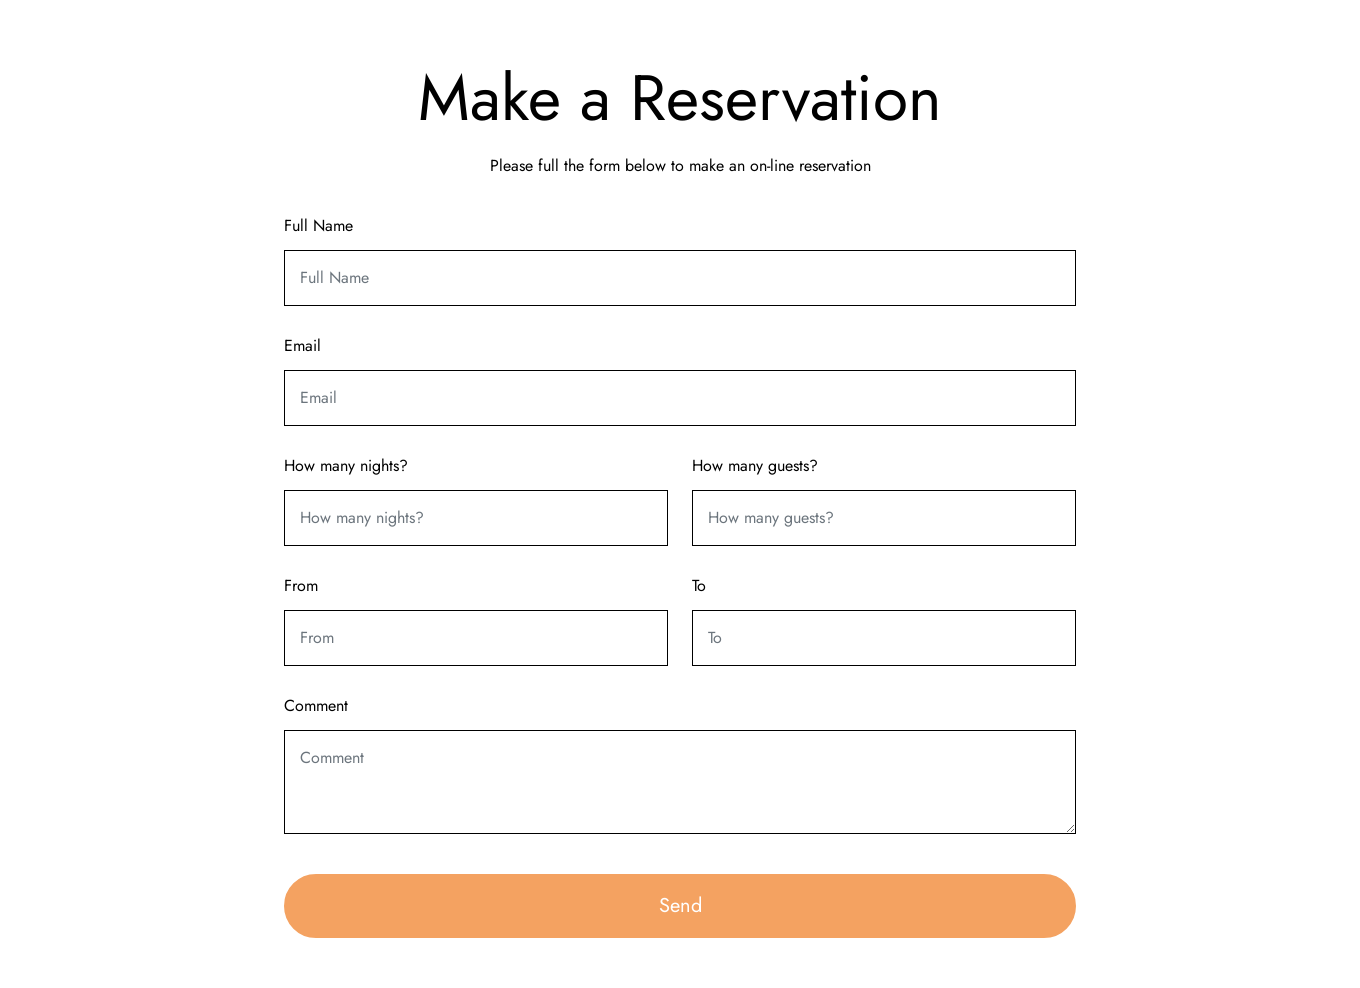 Make a Reservation
Please full the form below to make an on-line reservation
Full Name
Full Name
Email
Email
How many nights? How many guests?
How many nights? How many guests?
From To
From To
Comment
Comment
Send